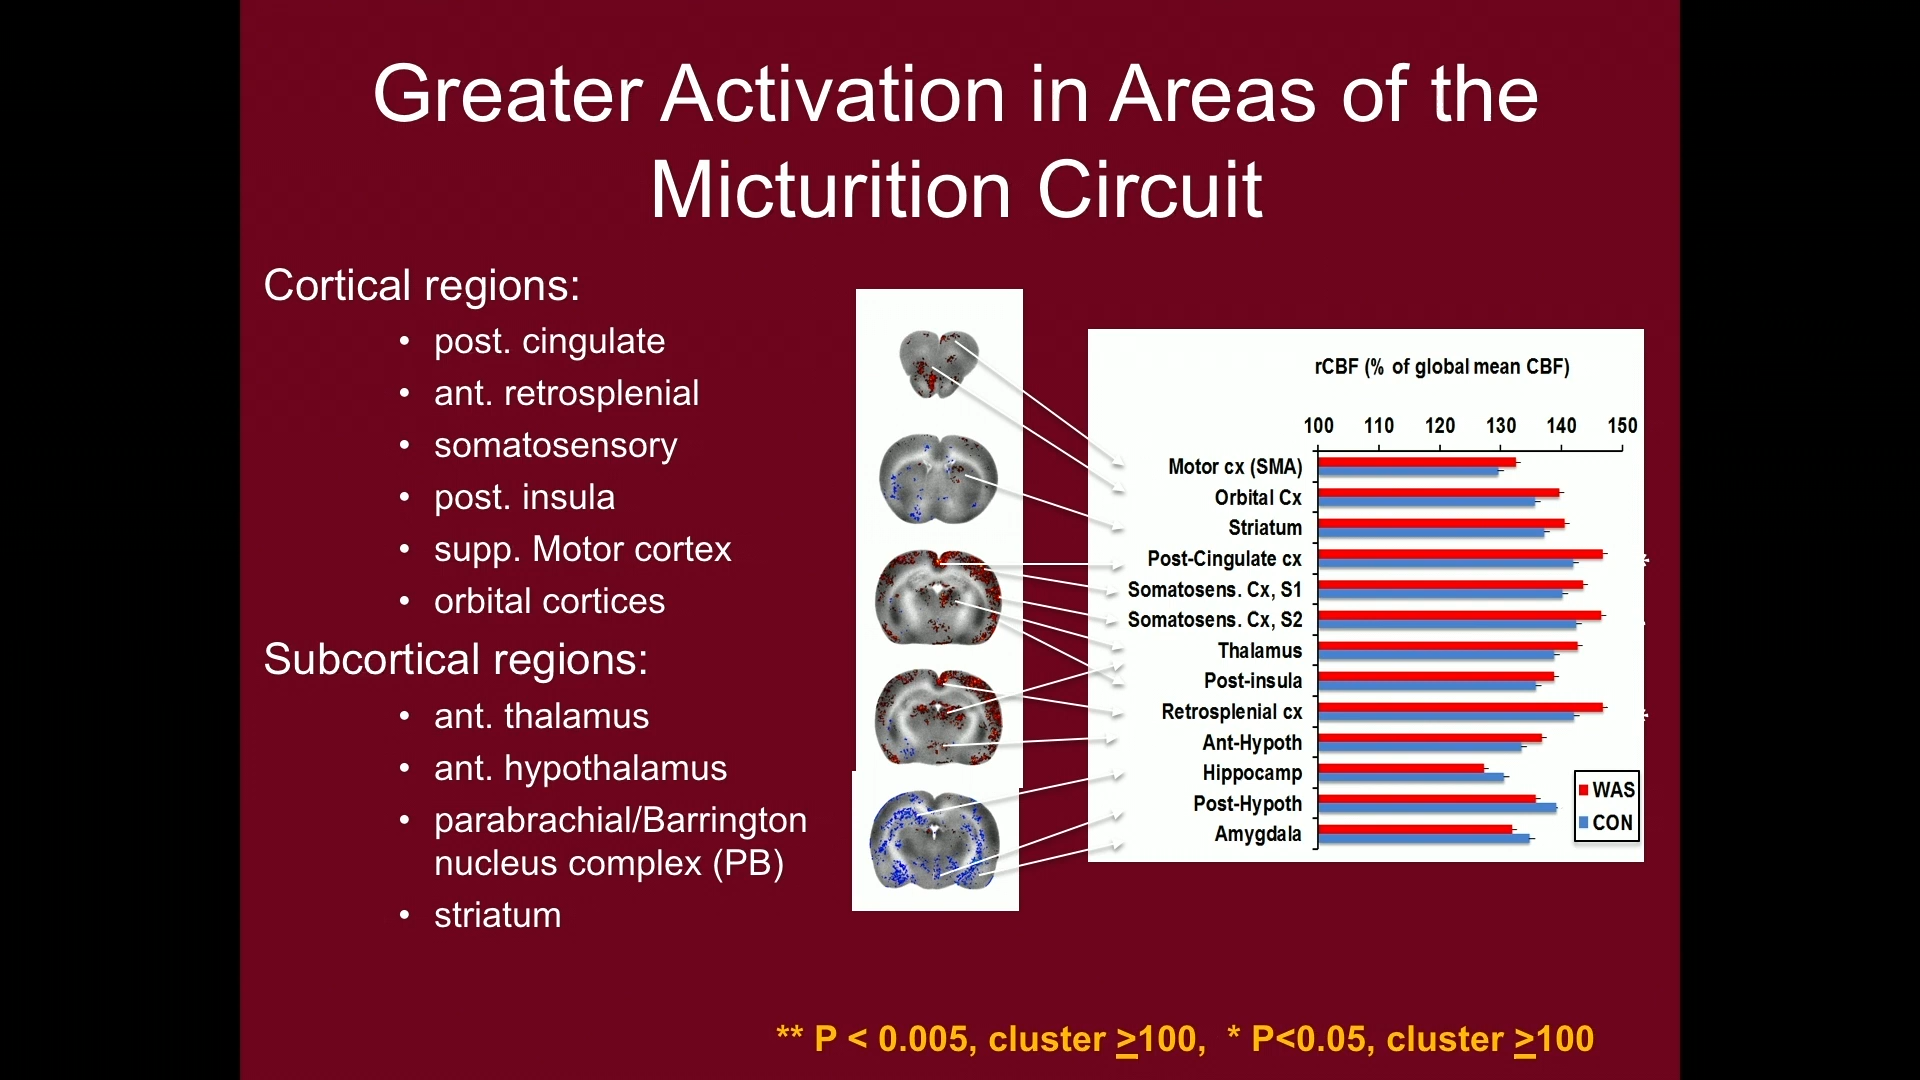 Greater Activation in Areas of the
Micturition Circuit
Cortical regions:
• post. cingulate
• ant. retrosplenial
• somatosensory
• post. insula
• supp. Motor cortex
• orbital cortices
Subcortical regions:
• ant. thalamus
• ant. hypothalamus
• parabrachial/Barrington
nucleus complex (PB)
• striatum
rCBF (% of global mean CBF)
100 110 120 130 140 150
Motor cx (SMA)
Orbital Cx
Striatum
Post-Cingulate cx
Somatosens. Cx, S1
Somatosens. Cx, S2
Thalamus
Post-insula
Retrosplenial cx
Ant-Hypoth
Hippocamp
Post-Hypoth
Amygdala
WAS
CON
** P < 0.005, cluster ≥100, * P<0.05, cluster ≥100